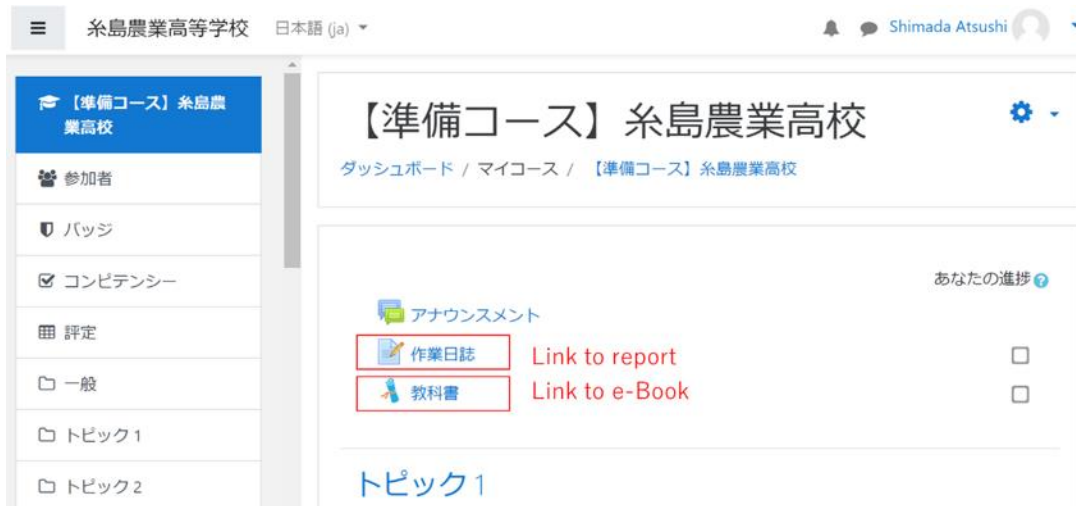 糸島農業高等学校 日本語 (ja)
Shimada Atsushi
【準備コース】糸島農
業高校
参加者
バッジ
コンピテンシー
評定
一般
トピック 1
トピック 2
【準備コース】糸島農業高校
ダッシュボード / マイコース / 【準備コース】糸島農業高校
あなたの進捗
アナウンスメント
作業日誌 Link to report
教科書 Link to e-Book
トピック 1